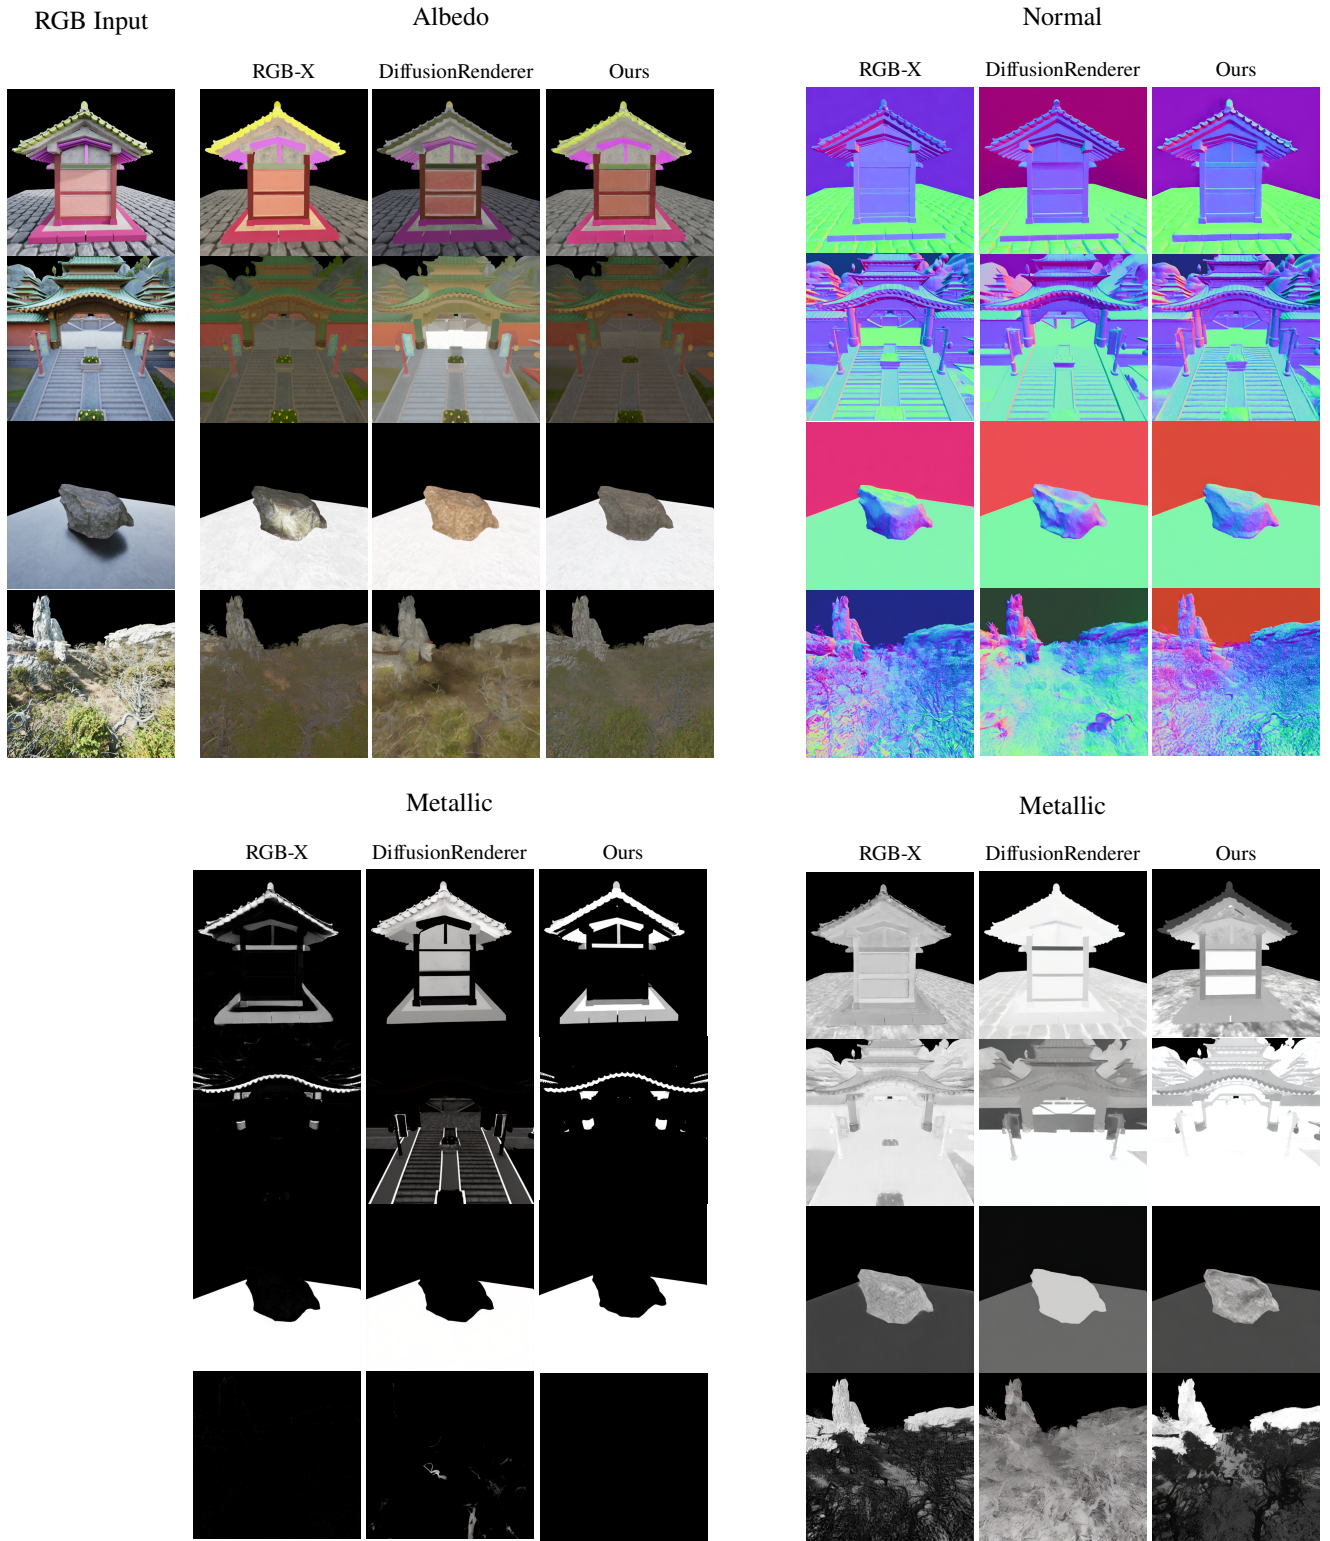 RGB Input
Albedo
Normal
RGB-X
DiffusionRenderer
Ours
RGB-X
DiffusionRenderer
Ours
Metallic
Metallic
RGB-X
DiffusionRenderer
Ours
RGB-X
DiffusionRenderer
Ours